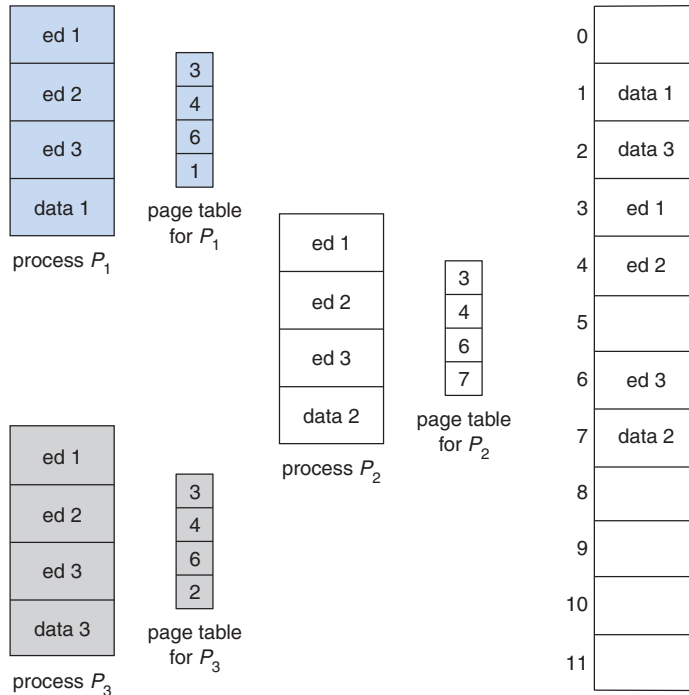 ed 1
ed 2
ed 3
data 1
process P1
3
4
6
1
page table
for P1
ed 1
ed 2
ed 3
data 2
process P2
3
4
6
7
page table
for P2
ed 1
ed 2
ed 3
data 3
process P3
3
4
6
2
page table
for P3
0
1 data 1
2 data 3
3 ed 1
4 ed 2
5
6 ed 3
7 data 2
8
9
10
11